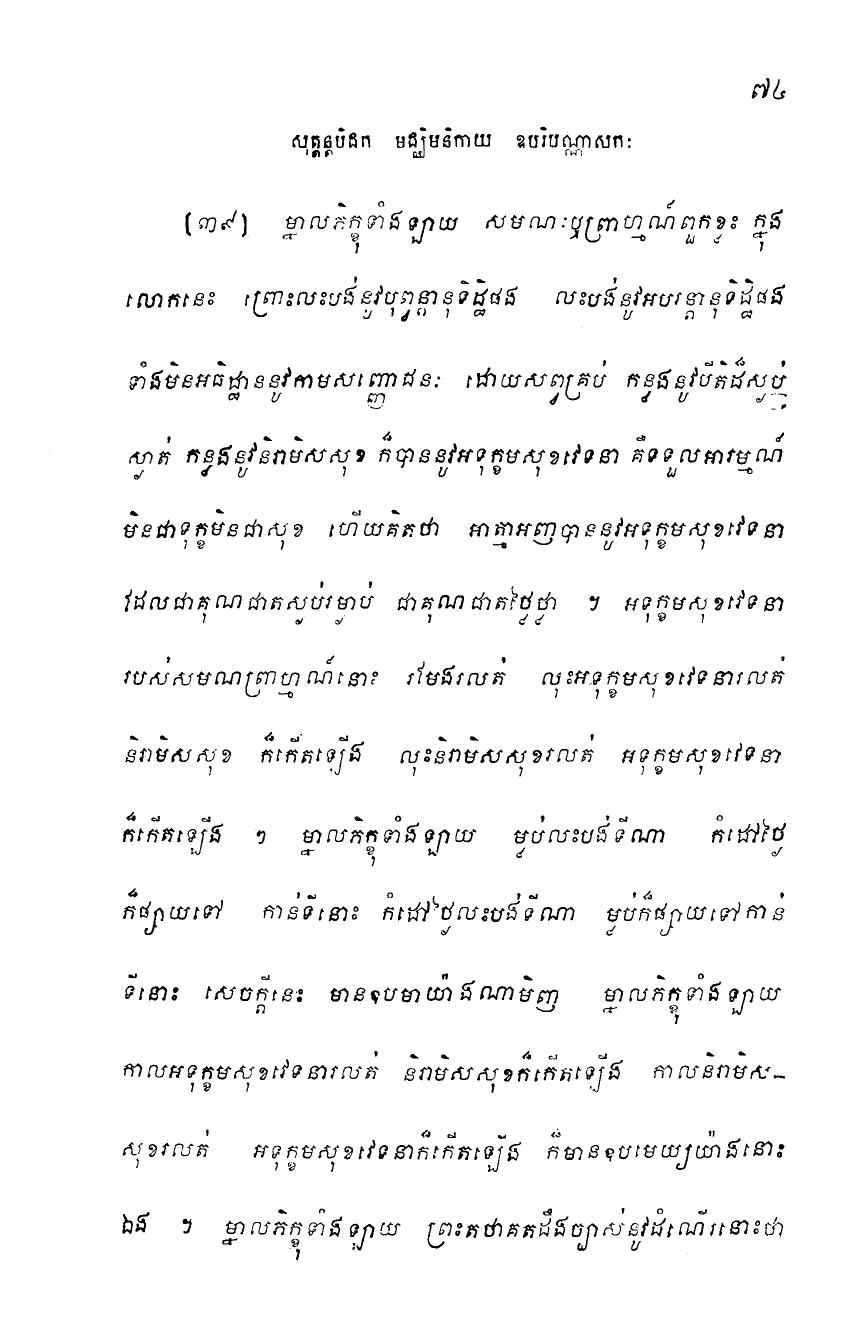 ៧៤
សុត្តន្តបិដក មជ្ឈិមនិកាយ ឧបរិបណ្ណាសកៈ
(៣៩) ម្នាលភិក្ខុទាំងឡាយ សមណៈឬព្រាហ្មណ៍ពួកខ្លះ ក្នុង
លោកនេះ ព្រោះលះបង់នូវបុព្វន្តានុទិដ្ឋិផង លះបង់នូវអបរន្តានុទិដ្ឋិផង
ទាំងមិនអធិដ្ឋាននូវកាមសញ្ញោជនៈ ដោយសព្វគ្រប់ កន្លងនូវបីតិដ៏ស្ងប់
ស្ងាត់ កន្លងនូវនិរាមិសសុខ ក៏បាននូវអទុក្ខមសុខវេទនា គឺទទួលអារម្មណ៍
មិនជាទុក្ខមិនជាសុខ ហើយគិតថា អាត្មាអញបាននូវអទុក្ខមសុខវេទនា
ដែលជាគុណជាតស្ងប់រម្ងាប់ ជាគុណជាតថ្លៃថ្លា ។ អទុក្ខមសុខវេទនា
របស់សមណព្រាហ្មណ៍នោះ រមែងរលត់ លុះអទុក្ខមសុខវេទនារលត់
និរាមិសសុខ ក៏កើតឡើង លុះនិរាមិសសុខរលត់ អទុក្ខមសុខវេទនា
ក៏កើតឡើង ។ ម្នាលភិក្ខុទាំងឡាយ ម្លប់លះបង់ទីណា កំដៅថ្ងៃ
ក៏ផ្សាយទៅ កាន់ទីនោះ កំដៅថ្ងៃលះបង់ទីណា ម្លប់ក៏ផ្សាយទៅកាន់
ទីនោះ សេចក្តីនេះ មានឧបមាយ៉ាងណាមិញ ម្នាលភិក្ខុទាំងឡាយ
កាលអទុក្ខមសុខវេទនារលត់ និរាមិសសុខក៏កើតឡើង កាលនិរាមិស-
សុខរលត់ អទុក្ខមសុខវេទនាក៏កើតឡើង ក៏មានឧបមេយ្យយ៉ាងនោះ
ឯង ។ ម្នាលភិក្ខុទាំងឡាយ ព្រះតថាគតដឹងច្បាស់នូវដំណើរនោះថា